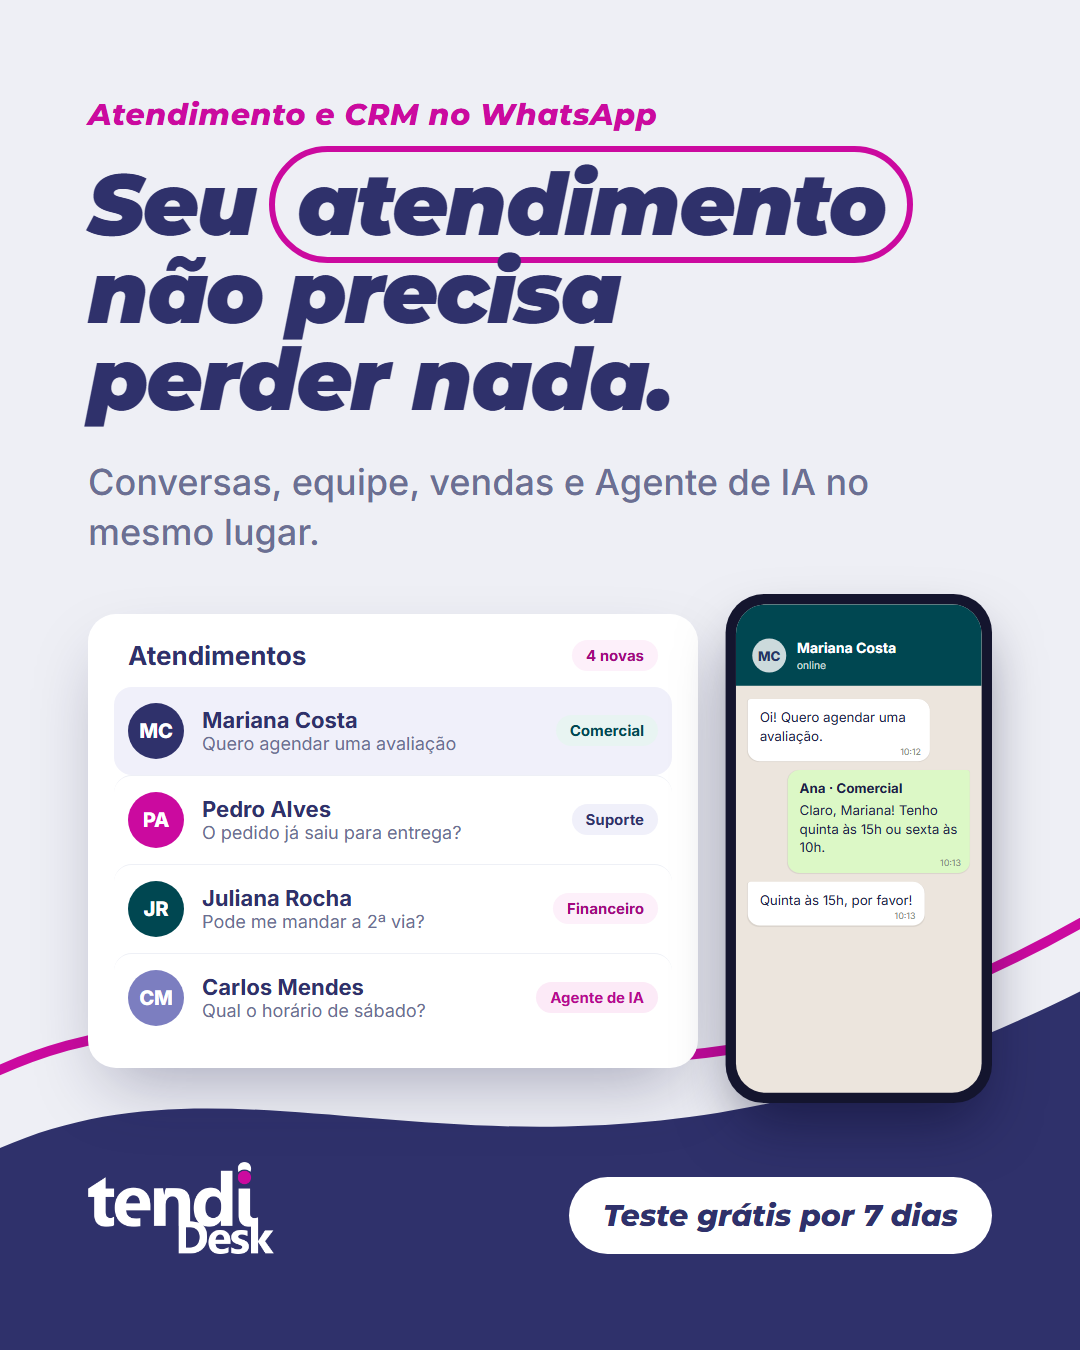 Atendimento e CRM no WhatsApp
Seu atendimento
não precisa
perder nada.
Conversas, equipe, vendas e Agente de IA no
mesmo lugar.
Atendimentos
4 novas
MC
Mariana Costa
Quero agendar uma avaliação
Comercial
PA
Pedro Alves
O pedido já saiu para entrega?
Suporte
JR
Juliana Rocha
Pode me mandar a 2ª via?
Financeiro
CM
Carlos Mendes
Qual o horário de sábado?
Agente de IA
MC
Mariana Costa
online
Oi! Quero agendar uma
avaliação.
10:12
Ana · Comercial
Claro, Mariana! Tenho
quinta às 15h ou sexta às
10h.
10:13
Quinta às 15h, por favor!
10:13
tendi
Desk
Teste grátis por 7 dias